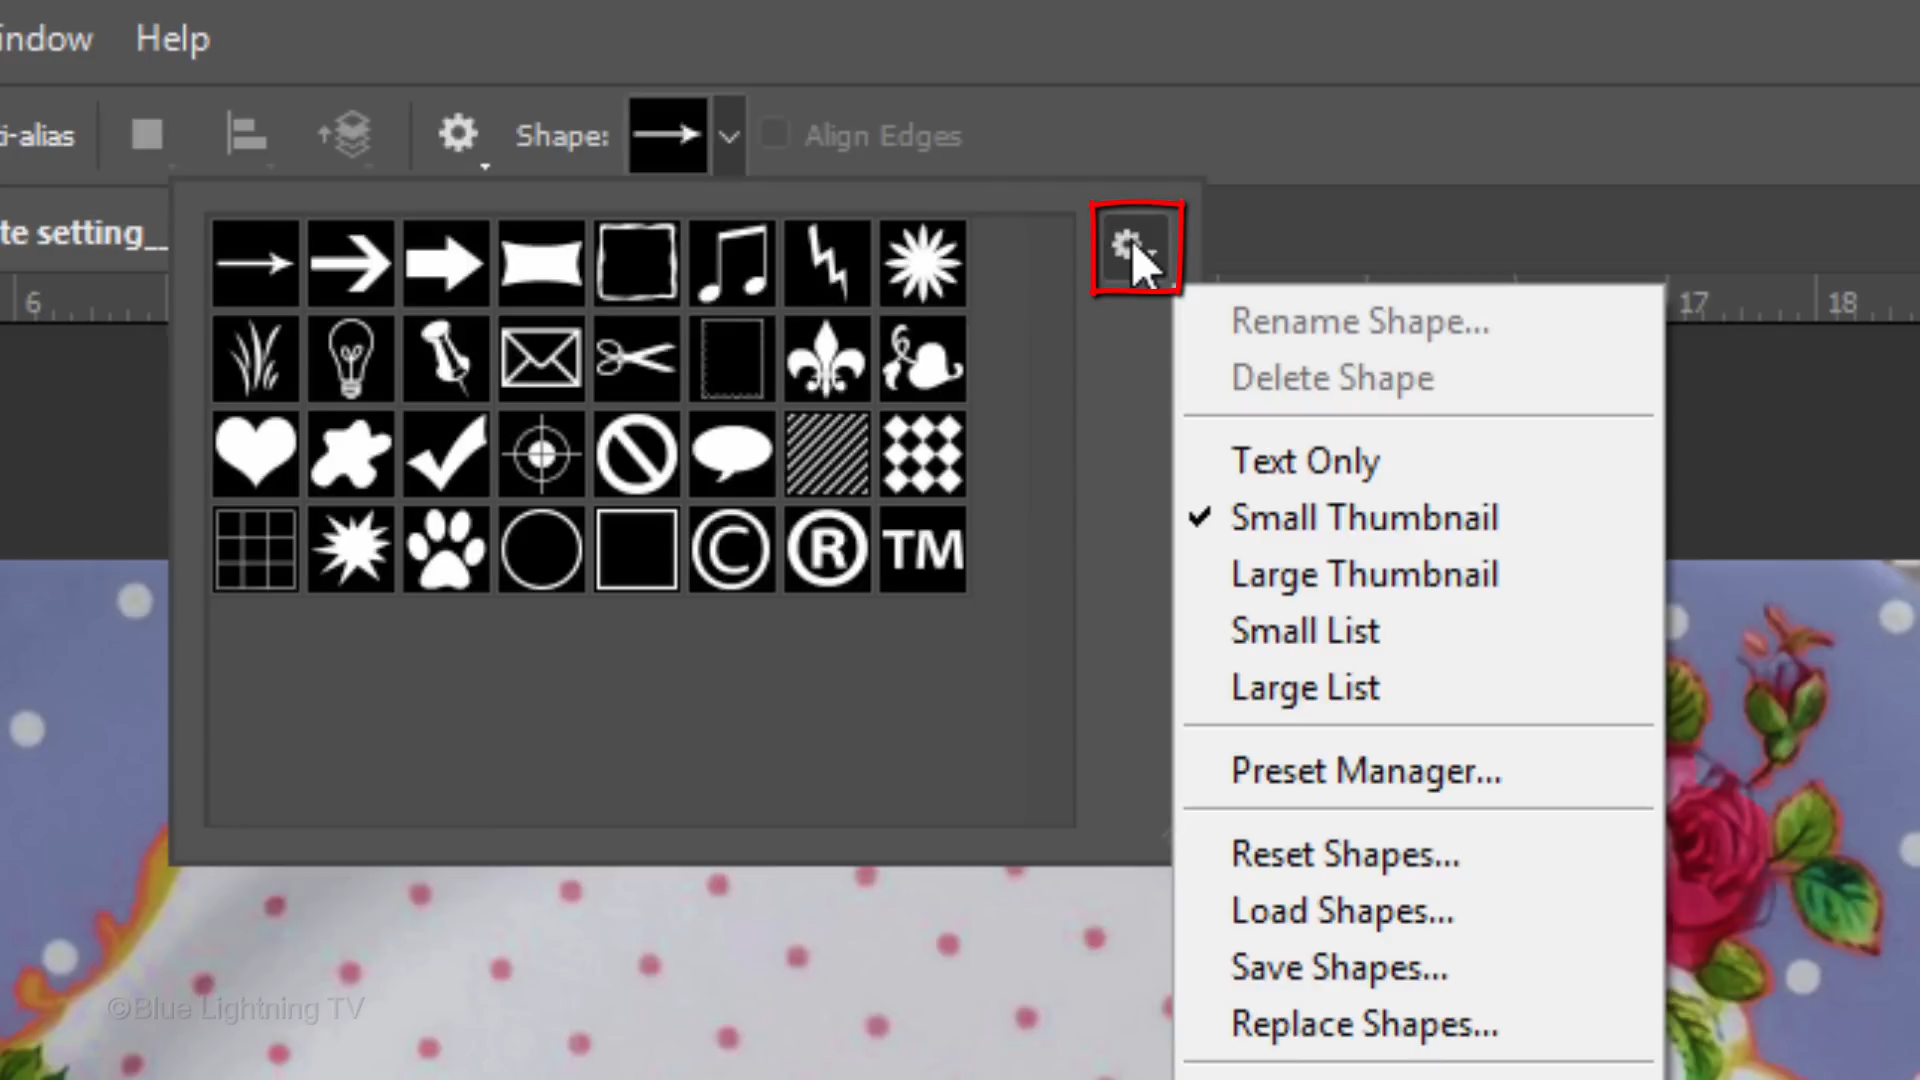 indow Help
i-alias Shape: Align Edges
te setting_
6 17 18
Rename Shape...
Delete Shape
Text Only
Small Thumbnail
Large Thumbnail
Small List
Large List
Preset Manager...
Reset Shapes...
Load Shapes...
Save Shapes...
Replace Shapes...
© ® TM
©Blue Lightning TV